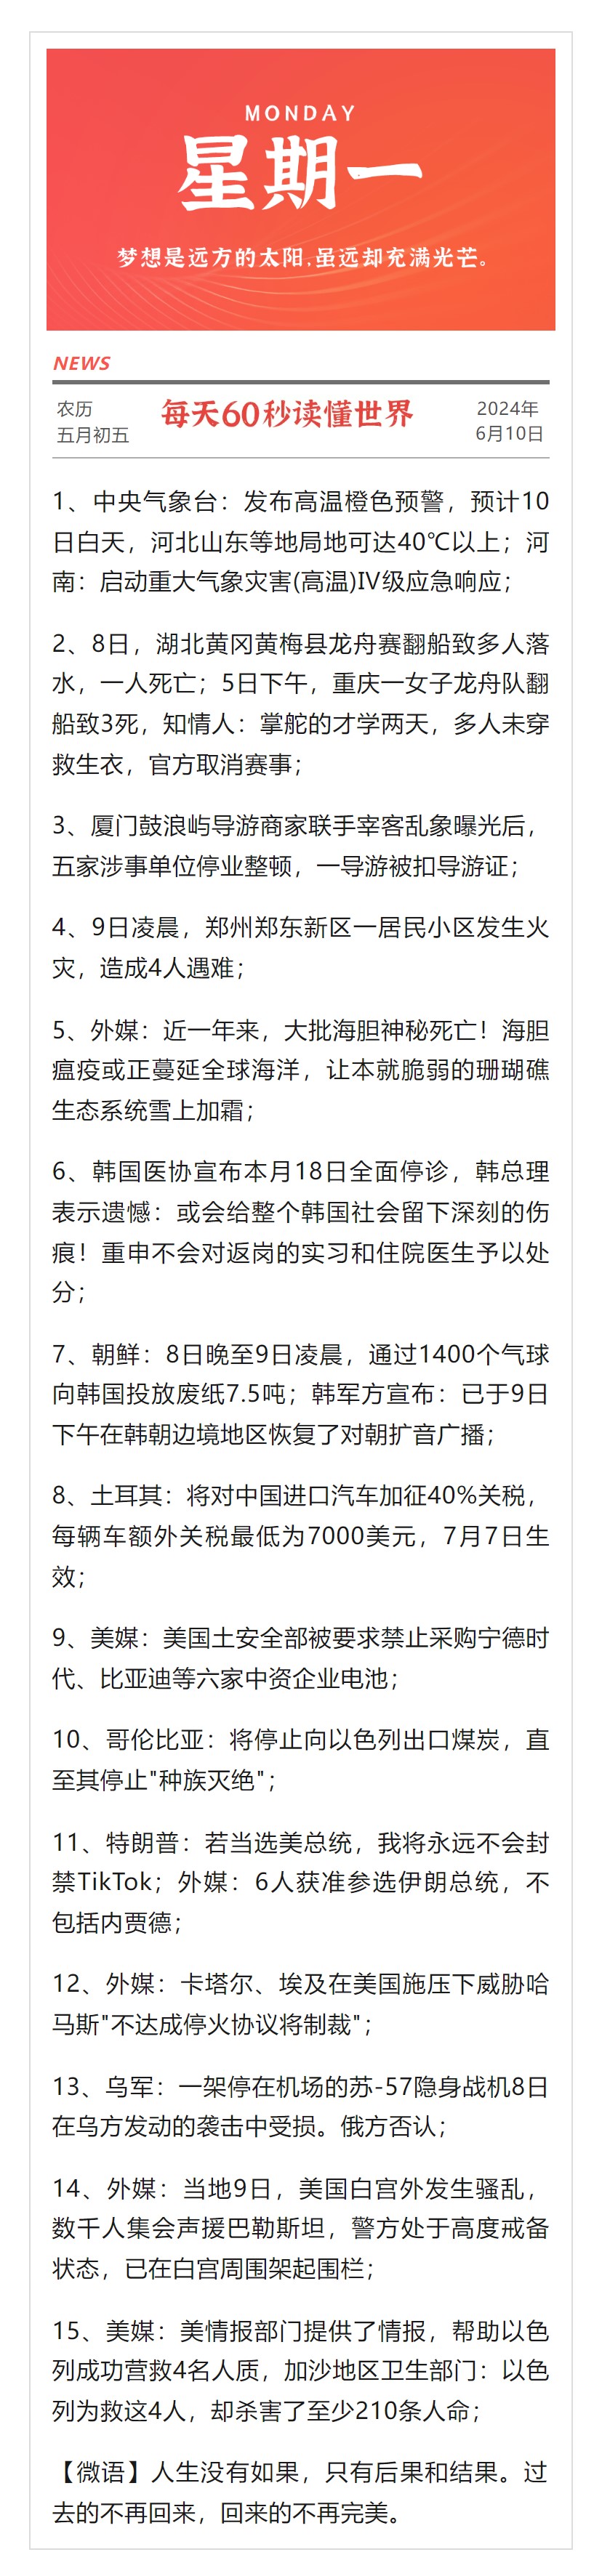 MONDAY
星期一
梦想是远方的太阳,虽远却充满光芒。
NEWS
农历
五月初五
每天60秒读懂世界
2024年
6月10日
1、中央气象台：发布高温橙色预警，预计10
日白天，河北山东等地局地可达40℃以上；河
南：启动重大气象灾害(高温)IV级应急响应；
2、8日，湖北黄冈黄梅县龙舟赛翻船致多人落
水，一人死亡；5日下午，重庆一女子龙舟队翻
船致3死，知情人：掌舵的才学两天，多人未穿
救生衣，官方取消赛事；
3、厦门鼓浪屿导游商家联手宰客乱象曝光后，
五家涉事单位停业整顿，一导游被扣导游证；
4、9日凌晨，郑州郑东新区一居民小区发生火
灾，造成4人遇难；
5、外媒：近一年来，大批海胆神秘死亡！海胆
瘟疫或正蔓延全球海洋，让本就脆弱的珊瑚礁
生态系统雪上加霜；
6、韩国医协宣布本月18日全面停诊，韩总理
表示遗憾：或会给整个韩国社会留下深刻的伤
痕！重申不会对返岗的实习和住院医生予以处
分；
7、朝鲜：8日晚至9日凌晨，通过1400个气球
向韩国投放废纸7.5吨；韩军方宣布：已于9日
下午在韩朝边境地区恢复了对朝扩音广播；
8、土耳其：将对中国进口汽车加征40%关税，
每辆车额外关税最低为7000美元，7月7日生
效；
9、美媒：美国土安全部被要求禁止采购宁德时
代、比亚迪等六家中资企业电池；
10、哥伦比亚：将停止向以色列出口煤炭，直
至其停止"种族灭绝"；
11、特朗普：若当选美总统，我将永远不会封
禁TikTok；外媒：6人获准参选伊朗总统，不
包括内贾德；
12、外媒：卡塔尔、埃及在美国施压下威胁哈
马斯"不达成停火协议将制裁"；
13、乌军：一架停在机场的苏-57隐身战机8日
在乌方发动的袭击中受损。俄方否认；
14、外媒：当地9日，美国白宫外发生骚乱，
数千人集会声援巴勒斯坦，警方处于高度戒备
状态，已在白宫周围架起围栏；
15、美媒：美情报部门提供了情报，帮助以色
列成功营救4名人质，加沙地区卫生部门：以色
列为救这4人，却杀害了至少210条人命；
【微语】人生没有如果，只有后果和结果。过
去的不再回来，回来的不再完美。